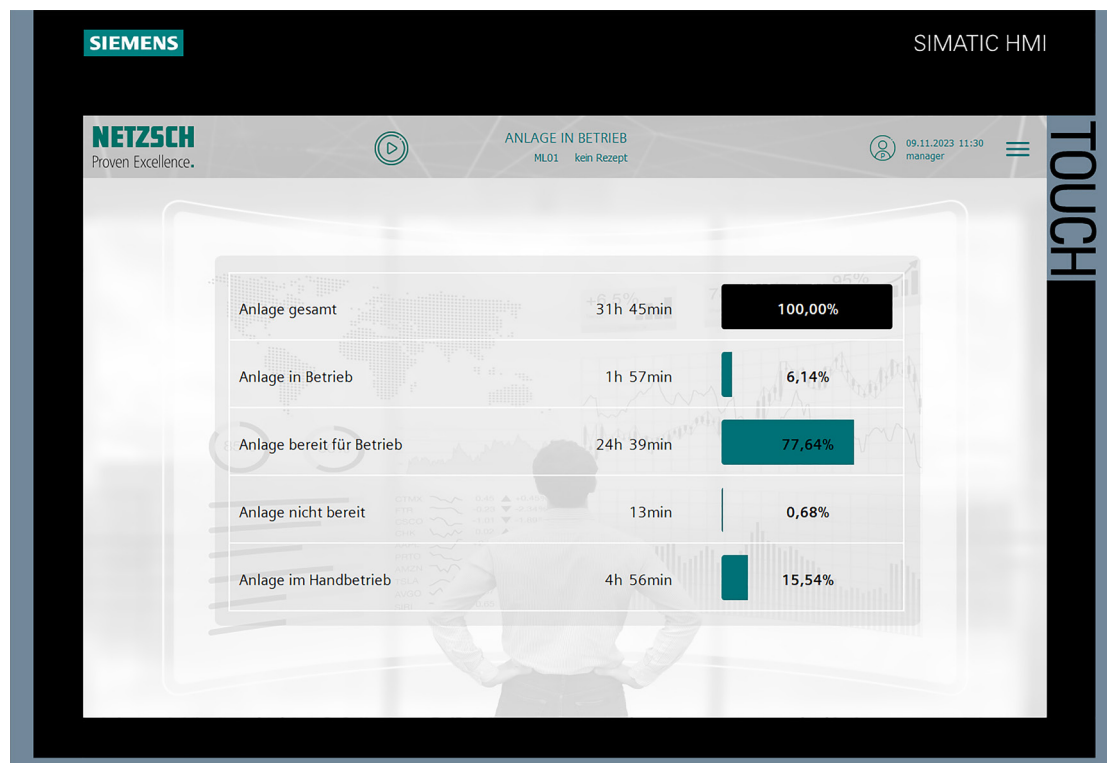 SIEMENS
SIMATIC HMI
TOUCH
NETZSCH
Proven Excellence.
ANLAGE IN BETRIEB
ML01 kein Rezept
09.11.2023 11:30
manager
Anlage gesamt 31h 45min 100,00%
Anlage in Betrieb 1h 57min 6,14%
Anlage bereit für Betrieb 24h 39min 77,64%
Anlage nicht bereit 13min 0,68%
Anlage im Handbetrieb 4h 56min 15,54%